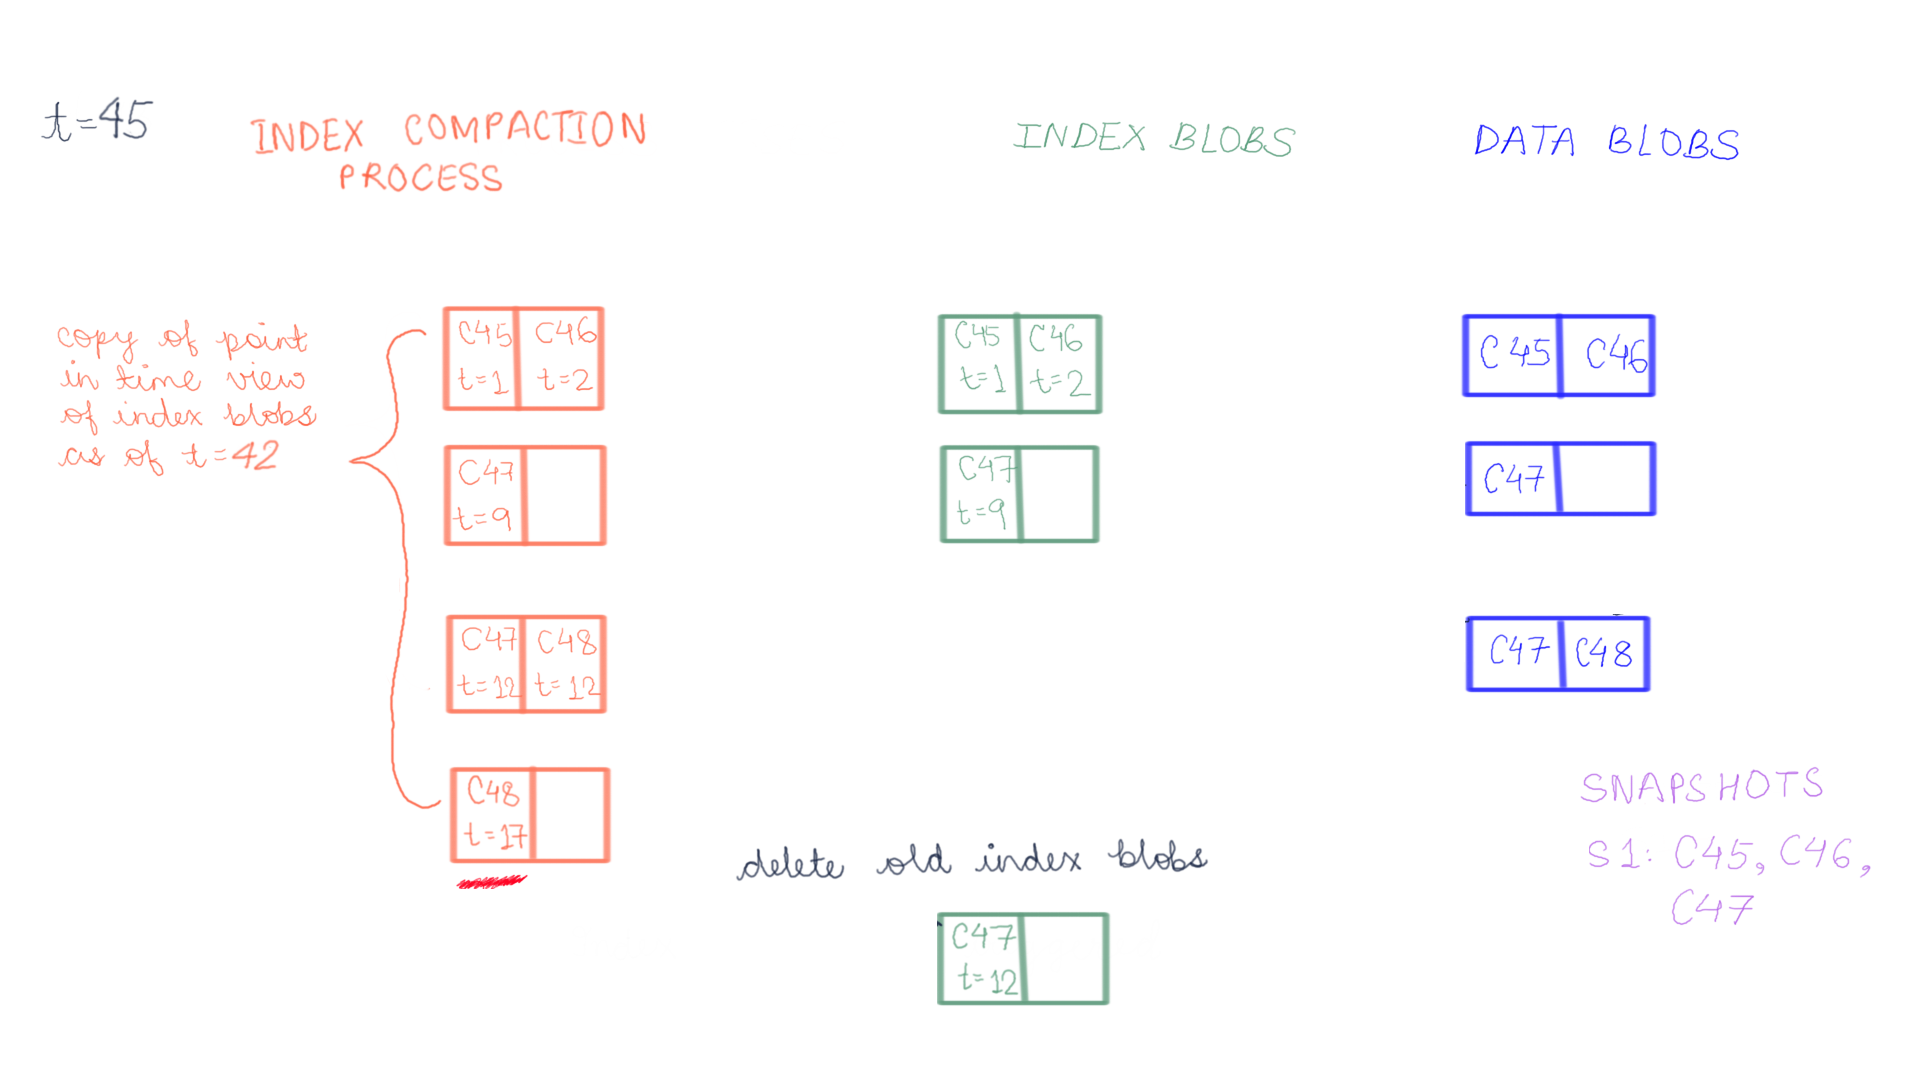 t=45
INDEX COMPACTION
PROCESS
INDEX BLOBS
DATA BLOBS
copy of point
in time view
of index blobs
as of t=42
C45 C46
t=1 t=2
C47
t=9
C47 C48
t=12 t=12
C48
t=17
C45 C46
t=1 t=2
C47
t=9
delete old index blobs
C47
t=12
C45 C46
C47
C47 C48
SNAPSHOTS
S1: C45, C46,
C47